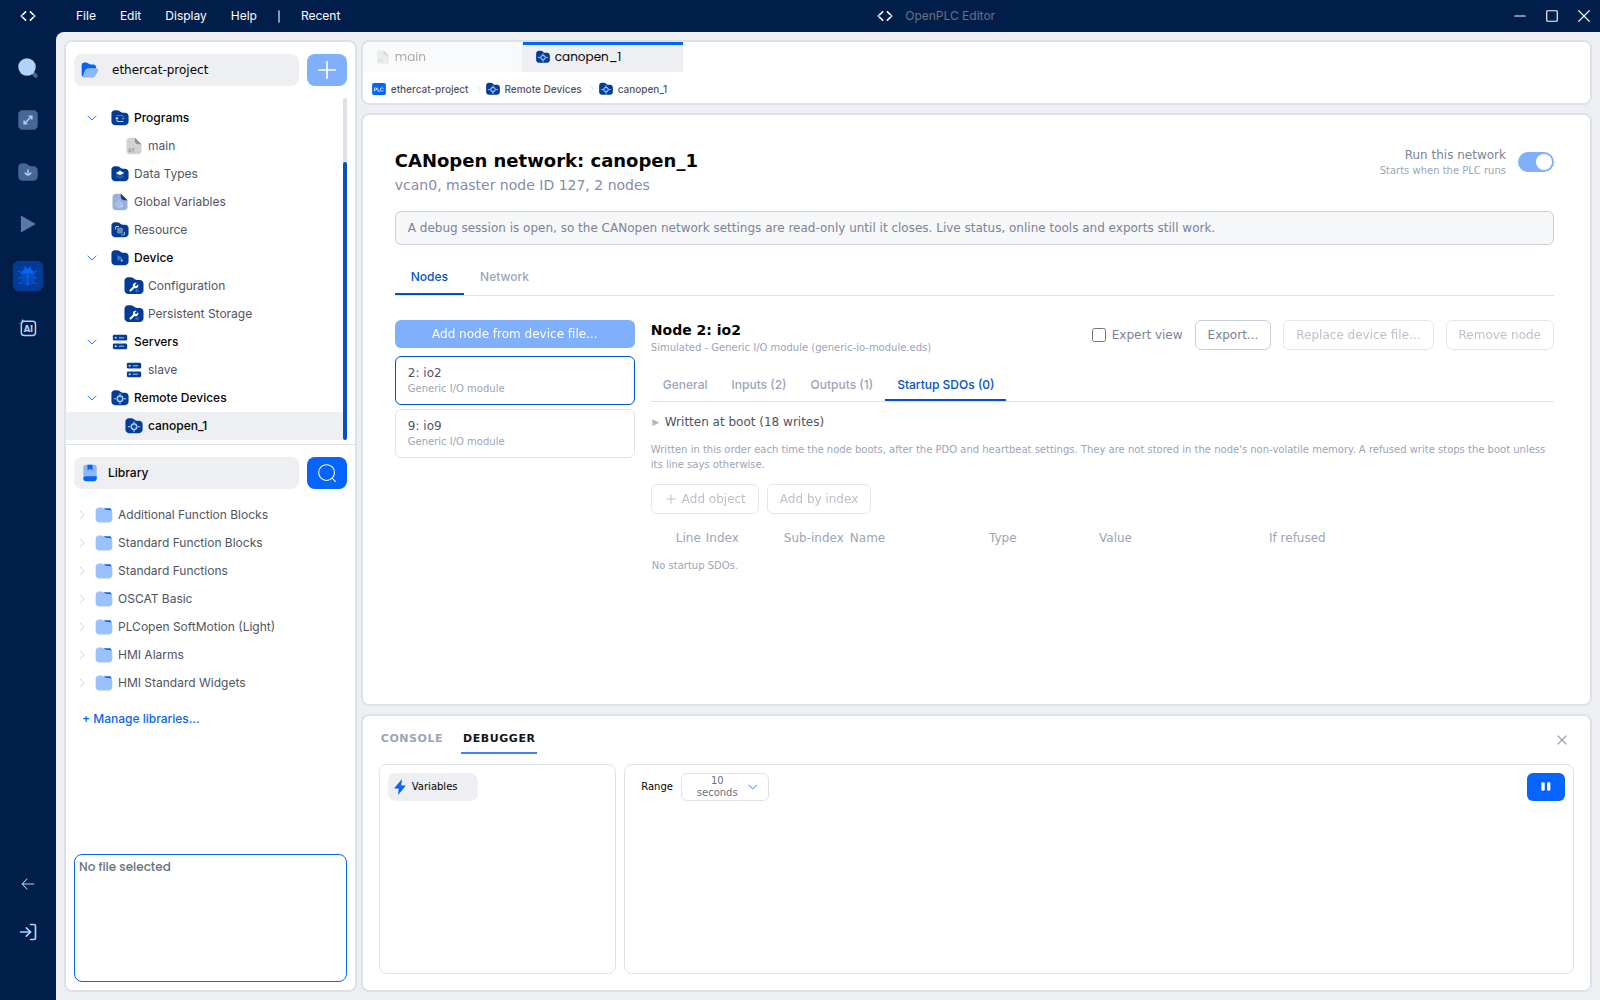 File Edit Display Help | Recent
OpenPLC Editor
ethercat-project
Programs
main
Data Types
Global Variables
Resource
Device
Configuration
Persistent Storage
Servers
slave
Remote Devices
canopen_1
Library
Additional Function Blocks
Standard Function Blocks
Standard Functions
OSCAT Basic
PLCopen SoftMotion (Light)
HMI Alarms
HMI Standard Widgets
+ Manage libraries...
No file selected
AI
main
canopen_1
PLC ethercat-project Remote Devices canopen_1
CANopen network: canopen_1
vcan0, master node ID 127, 2 nodes
Run this network
Starts when the PLC runs
A debug session is open, so the CANopen network settings are read-only until it closes. Live status, online tools and exports still work.
Nodes Network
Add node from device file...
2: io2
Generic I/O module
9: io9
Generic I/O module
Node 2: io2
Simulated - Generic I/O module (generic-io-module.eds)
Expert view Export... Replace device file... Remove node
General Inputs (2) Outputs (1) Startup SDOs (0)
Written at boot (18 writes)
Written in this order each time the node boots, after the PDO and heartbeat settings. They are not stored in the node's non-volatile memory. A refused write stops the boot unless
its line says otherwise.
+ Add object Add by index
Line Index Sub-index Name Type Value If refused
No startup SDOs.
CONSOLE DEBUGGER
Variables
Range 10
seconds